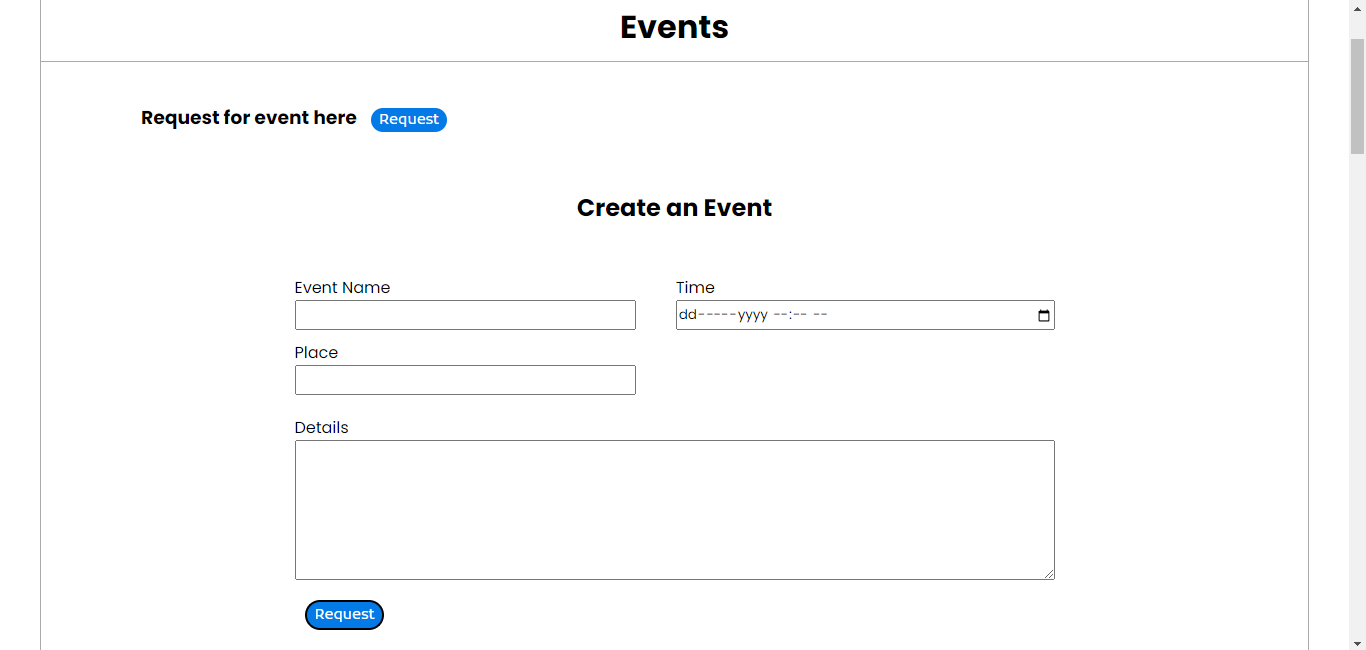 Events
Request for event here Request
Create an Event
Event Name Time
dd-----yyyy --:-- --
Place
Details
Request